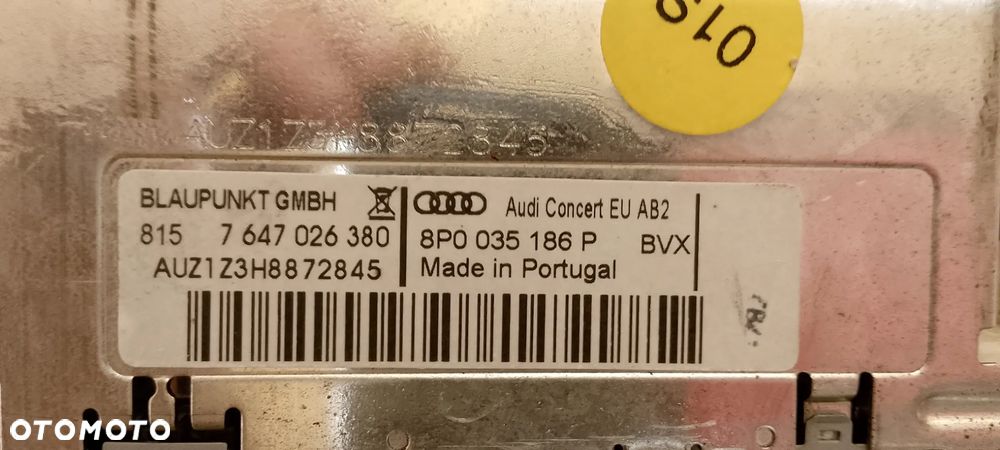 019
AUZ1Z3H8872845
BLAUPUNKT GMBH
815 7 647 026 380
AUZ1Z3H8872845
Audi Concert EU AB2
8P0 035 186 P BVX
Made in Portugal
OTOMOTO